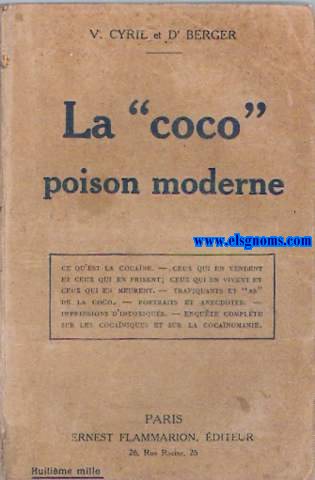 V. CYRIL et Dr BERGER
La "coco"
poison moderne
www.elsgnoms.com
CE QU'EST LA COCAÏNE. — CEUX QUI EN VENDENT
ET CEUX QUI EN PRISENT; CEUX QUI EN VIVENT ET
CEUX QUI EN MEURENT. — TRAFIQUANTS ET "AS"
DE LA COCO. — PORTRAITS ET ANECDOTES. —
IMPRESSIONS D'INTOXIQUÉS. — ENQUÊTE COMPLÈTE
SUR LES COCAÏNIQUES ET SUR LA COCAÏNOMANIE.
PARIS
ERNEST FLAMMARION, ÉDITEUR
26, Rue Racine, 26
Huitième mille